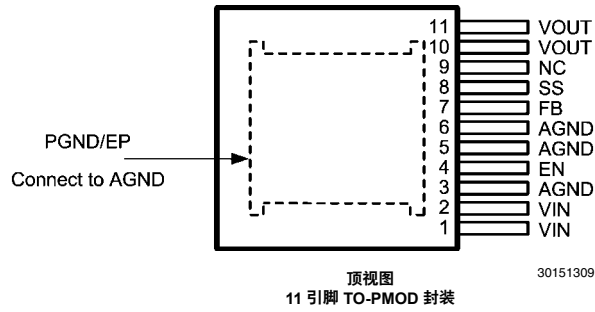 11 VOUT
10 VOUT
9 NC
8 SS
7 FB
6 AGND
5 AGND
4 EN
3 AGND
2 VIN
1 VIN
PGND/EP
Connect to AGND
顶视图
11 引脚 TO-PMOD 封装
30151309